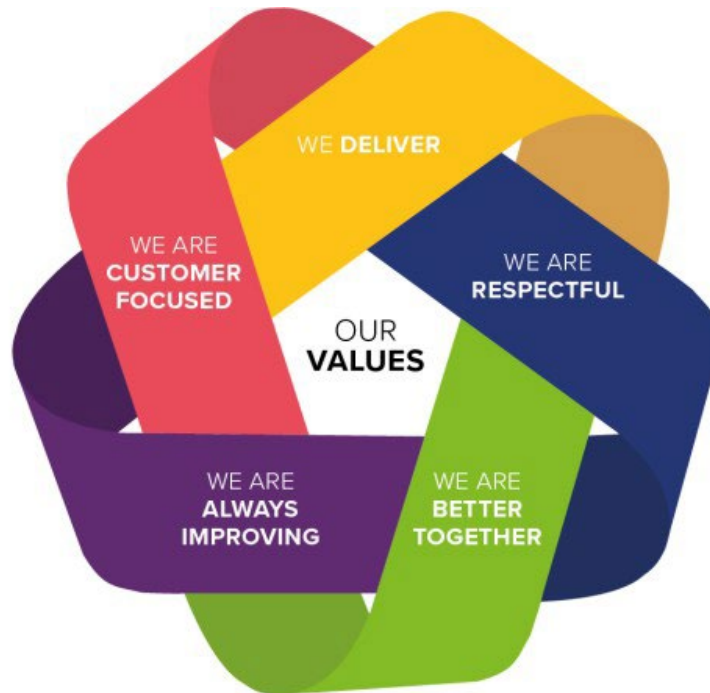 WE DELIVER
WE ARE
CUSTOMER
FOCUSED
WE ARE
RESPECTFUL
OUR
VALUES
WE ARE
ALWAYS
IMPROVING
WE ARE
BETTER
TOGETHER